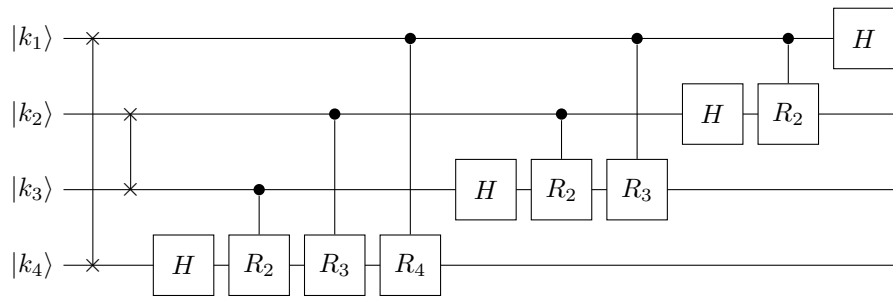 |k₁⟩ H
|k₂⟩ H R₂
|k₃⟩ H R₂ R₃
|k₄⟩ H R₂ R₃ R₄